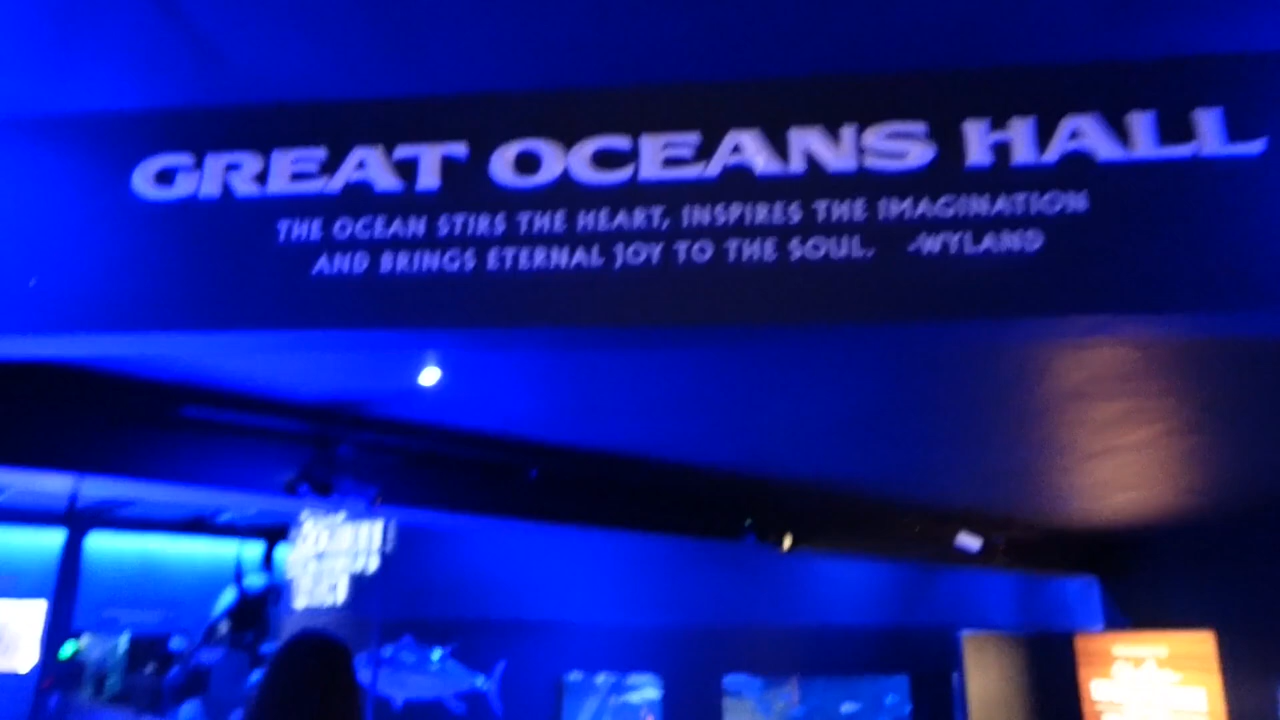 GREAT OCEANS HALL
THE OCEAN STIRS THE HEART, INSPIRES THE IMAGINATION
AND BRINGS ETERNAL JOY TO THE SOUL. -WYLAND